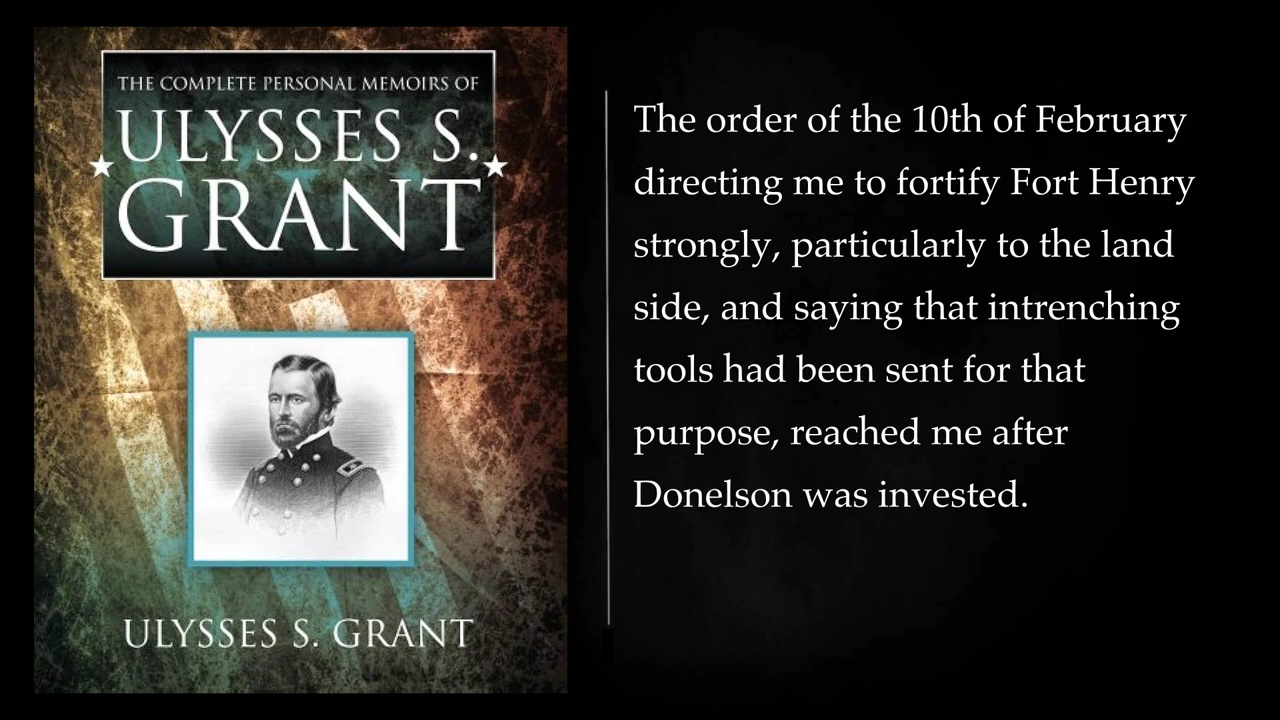 THE COMPLETE PERSONAL MEMOIRS OF
ULYSSES S.
GRANT
ULYSSES S. GRANT
The order of the 10th of February
directing me to fortify Fort Henry
strongly, particularly to the land
side, and saying that intrenching
tools had been sent for that
purpose, reached me after
Donelson was invested.